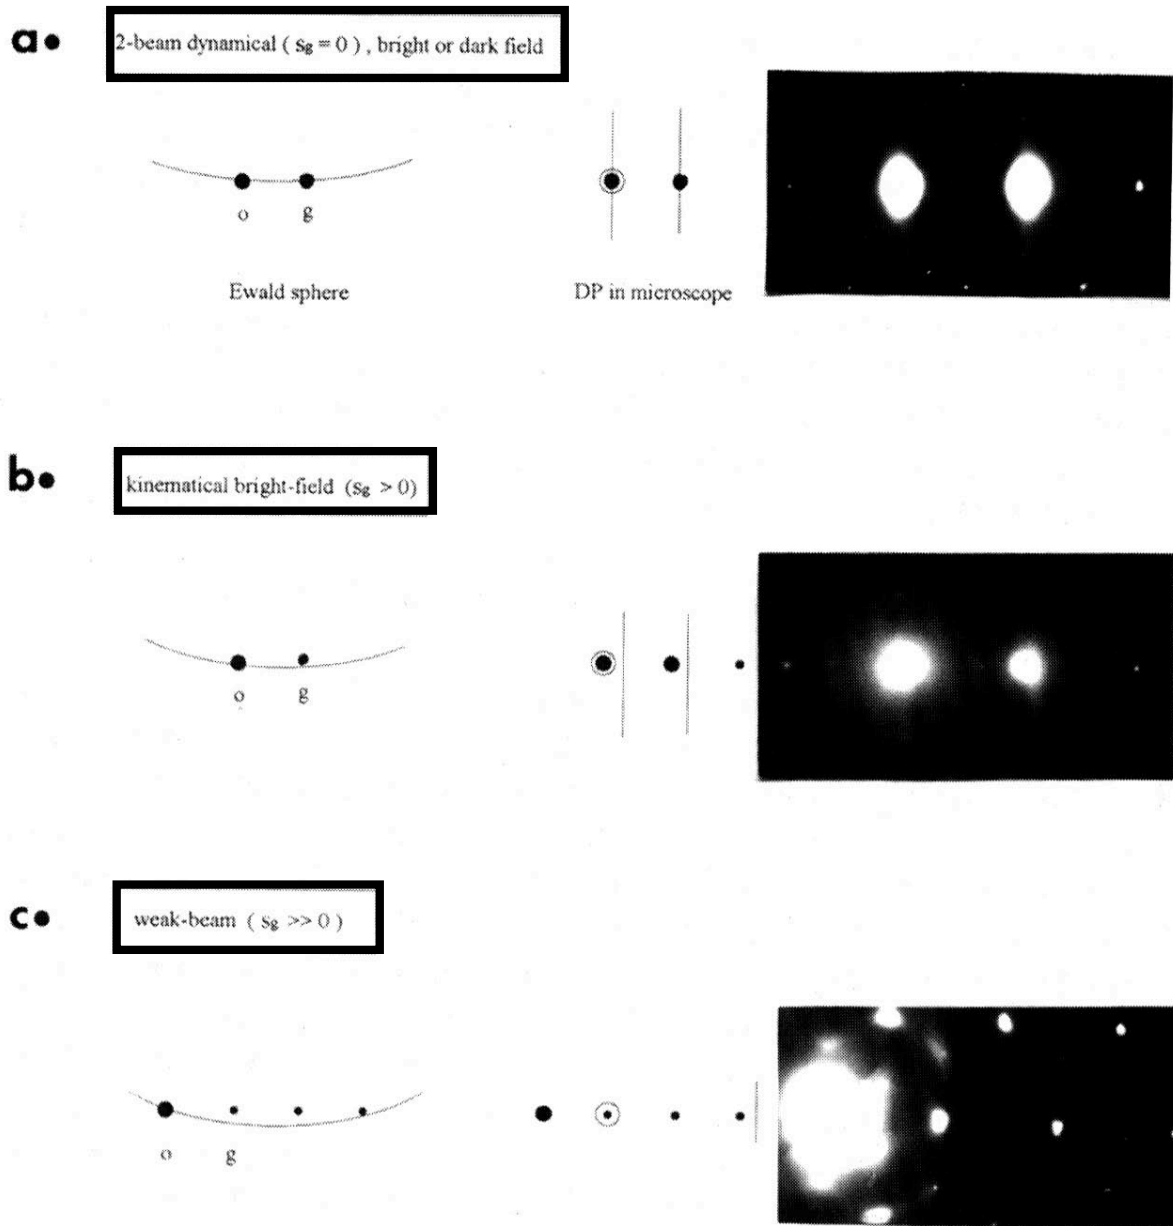 a•
2-beam dynamical ( sg = 0 ) , bright or dark field
o g
Ewald sphere
DP in microscope
b•
kinematical bright-field (sg > 0)
o g
c•
weak-beam ( sg >> 0 )
o g